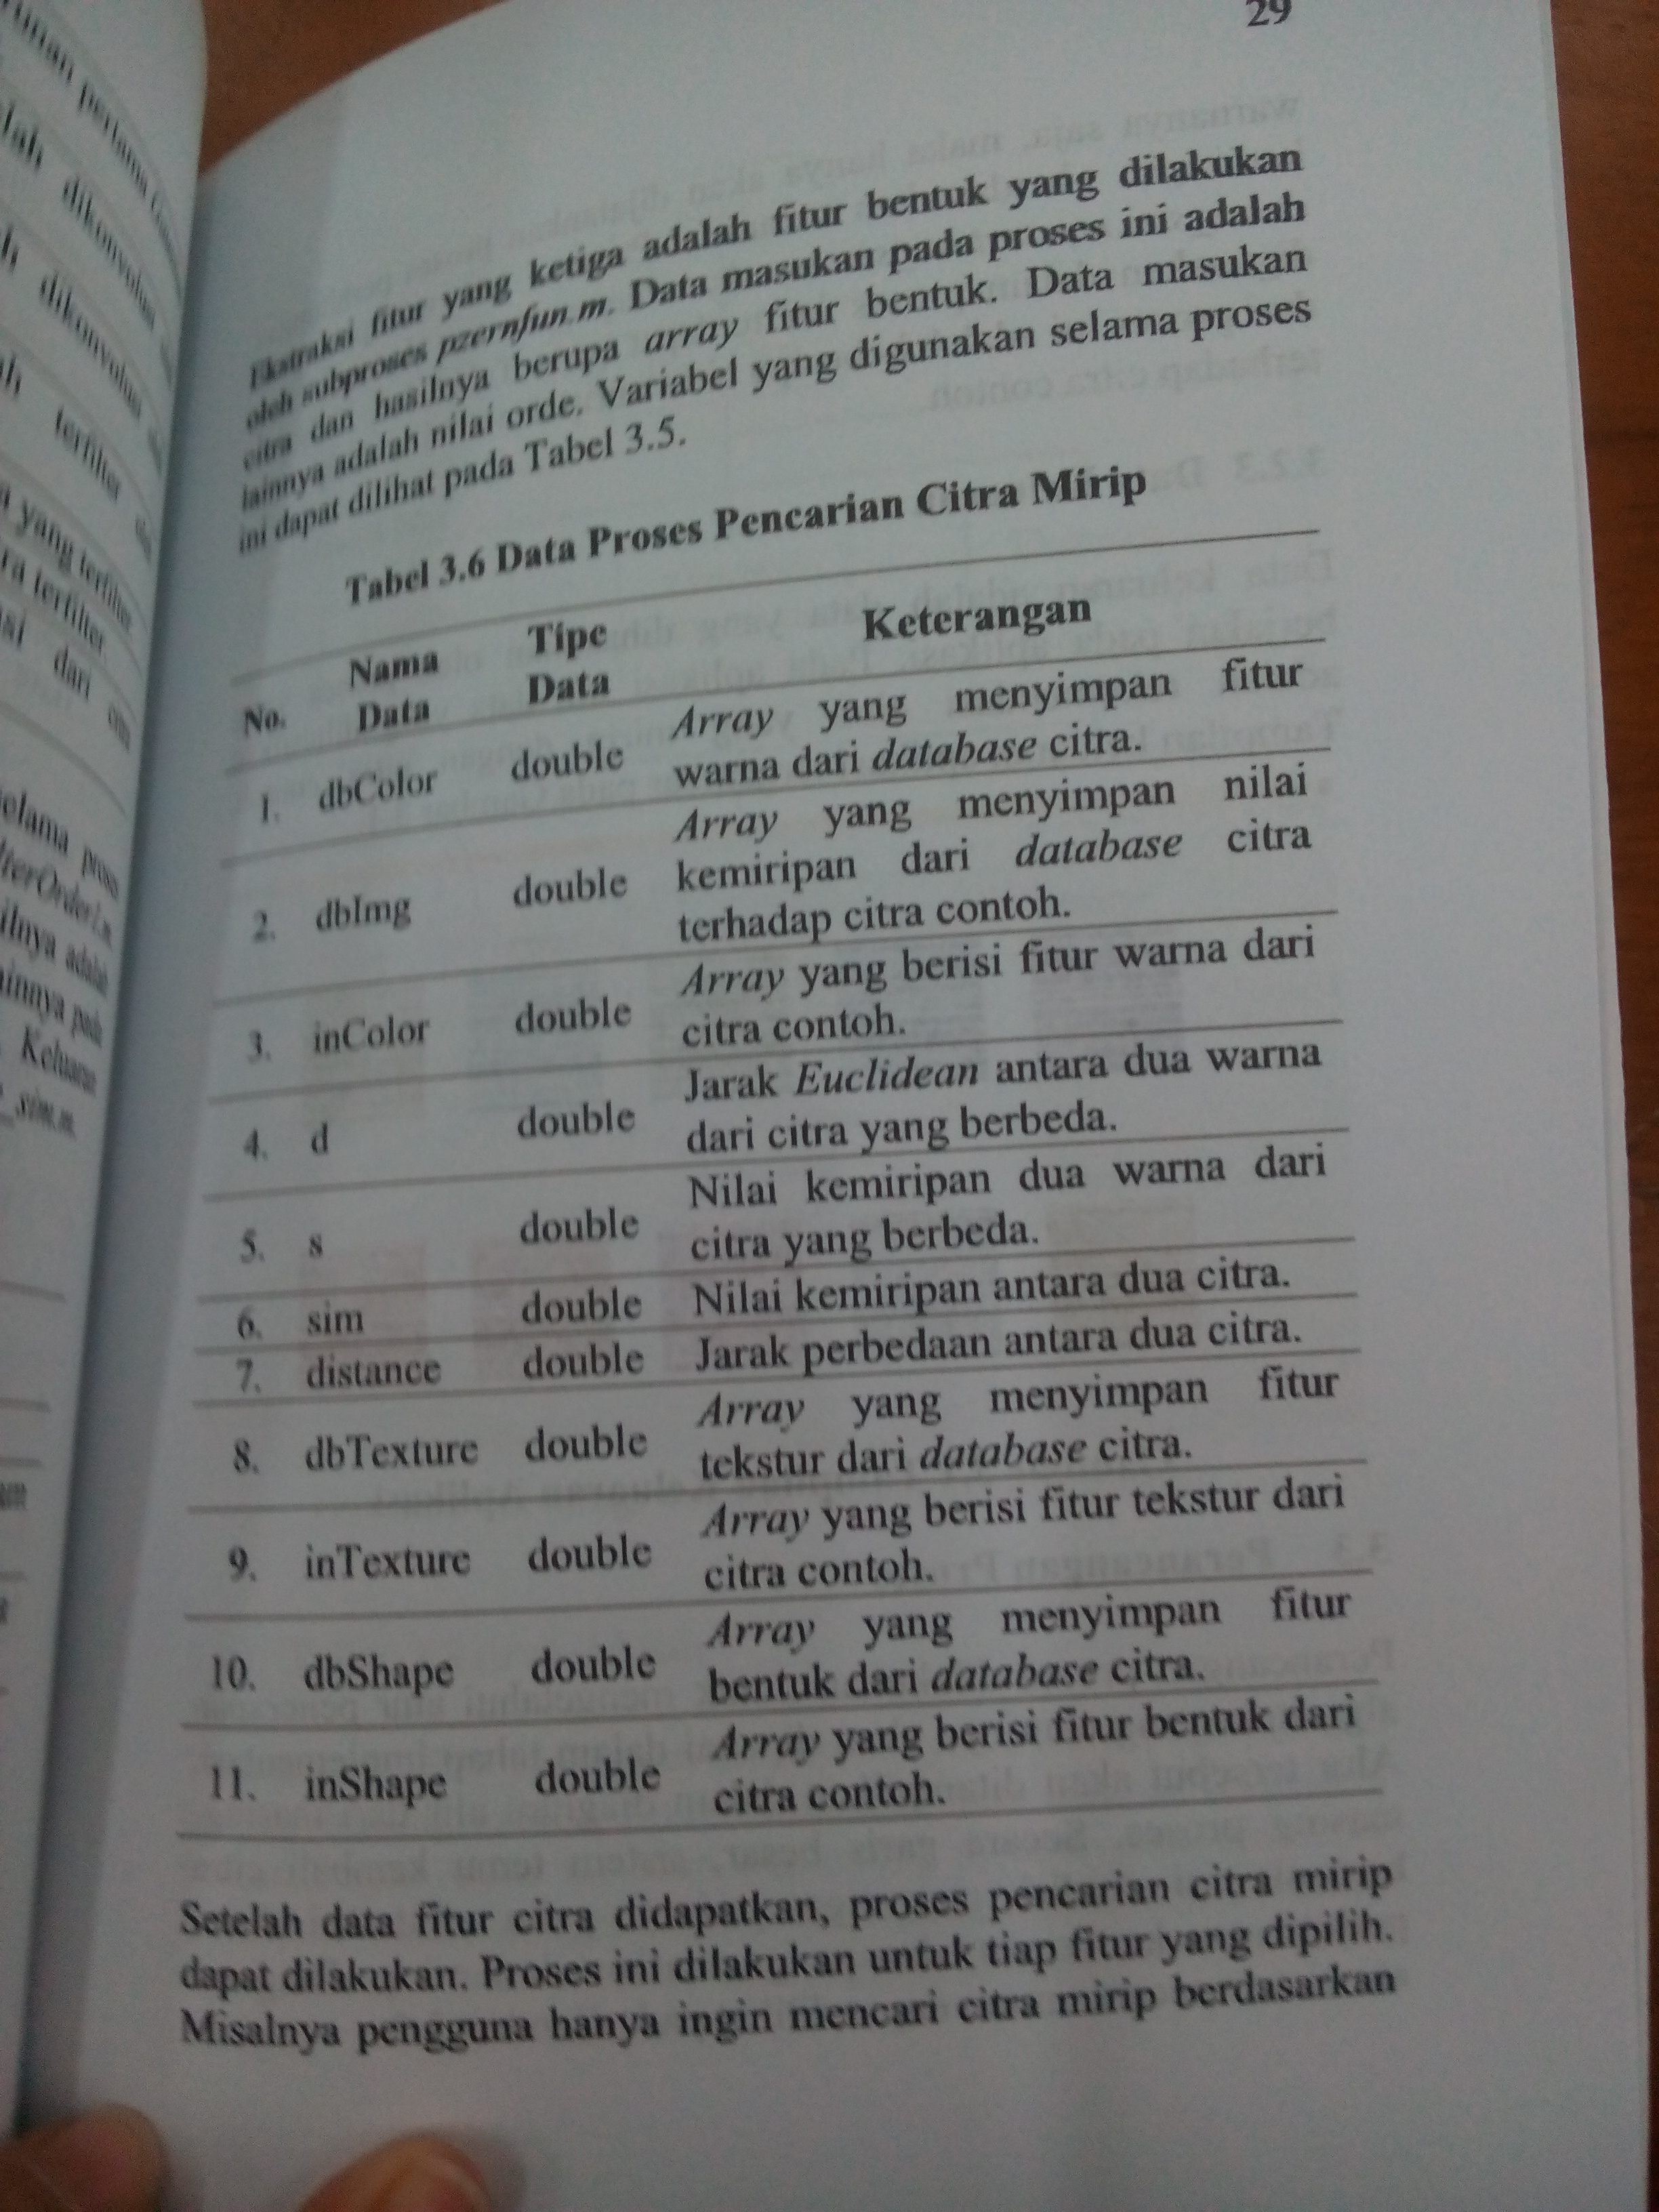 29
Ekstraksi fitur yang ketiga adalah fitur bentuk yang dilakukan
oleh subproses pzernfun.m. Data masukan pada proses ini adalah
citra dan hasilnya berupa array fitur bentuk. Data masukan
lainnya adalah nilai orde. Variabel yang digunakan selama proses
ini dapat dilihat pada Tabel 3.5.
Tabel 3.6 Data Proses Pencarian Citra Mirip
No. Nama Data Tipe Data Keterangan
1. dbColor double Array yang menyimpan fitur
warna dari database citra.
2. dbImg double Array yang menyimpan nilai
kemiripan dari database citra
terhadap citra contoh.
3. inColor double Array yang berisi fitur warna dari
citra contoh.
4. d double Jarak Euclidean antara dua warna
dari citra yang berbeda.
5. s double Nilai kemiripan dua warna dari
citra yang berbeda.
6. sim double Nilai kemiripan antara dua citra.
7. distance double Jarak perbedaan antara dua citra.
8. dbTexture double Array yang menyimpan fitur
tekstur dari database citra.
9. inTexture double Array yang berisi fitur tekstur dari
citra contoh.
10. dbShape double Array yang menyimpan fitur
bentuk dari database citra.
11. inShape double Array yang berisi fitur bentuk dari
citra contoh.
Setelah data fitur citra didapatkan, proses pencarian citra mirip
dapat dilakukan. Proses ini dilakukan untuk tiap fitur yang dipilih.
Misalnya pengguna hanya ingin mencari citra mirip berdasarkan
pertama
dikonvolusi
dikonvolusi
terfilter
yang terfilter
terfilter
dari